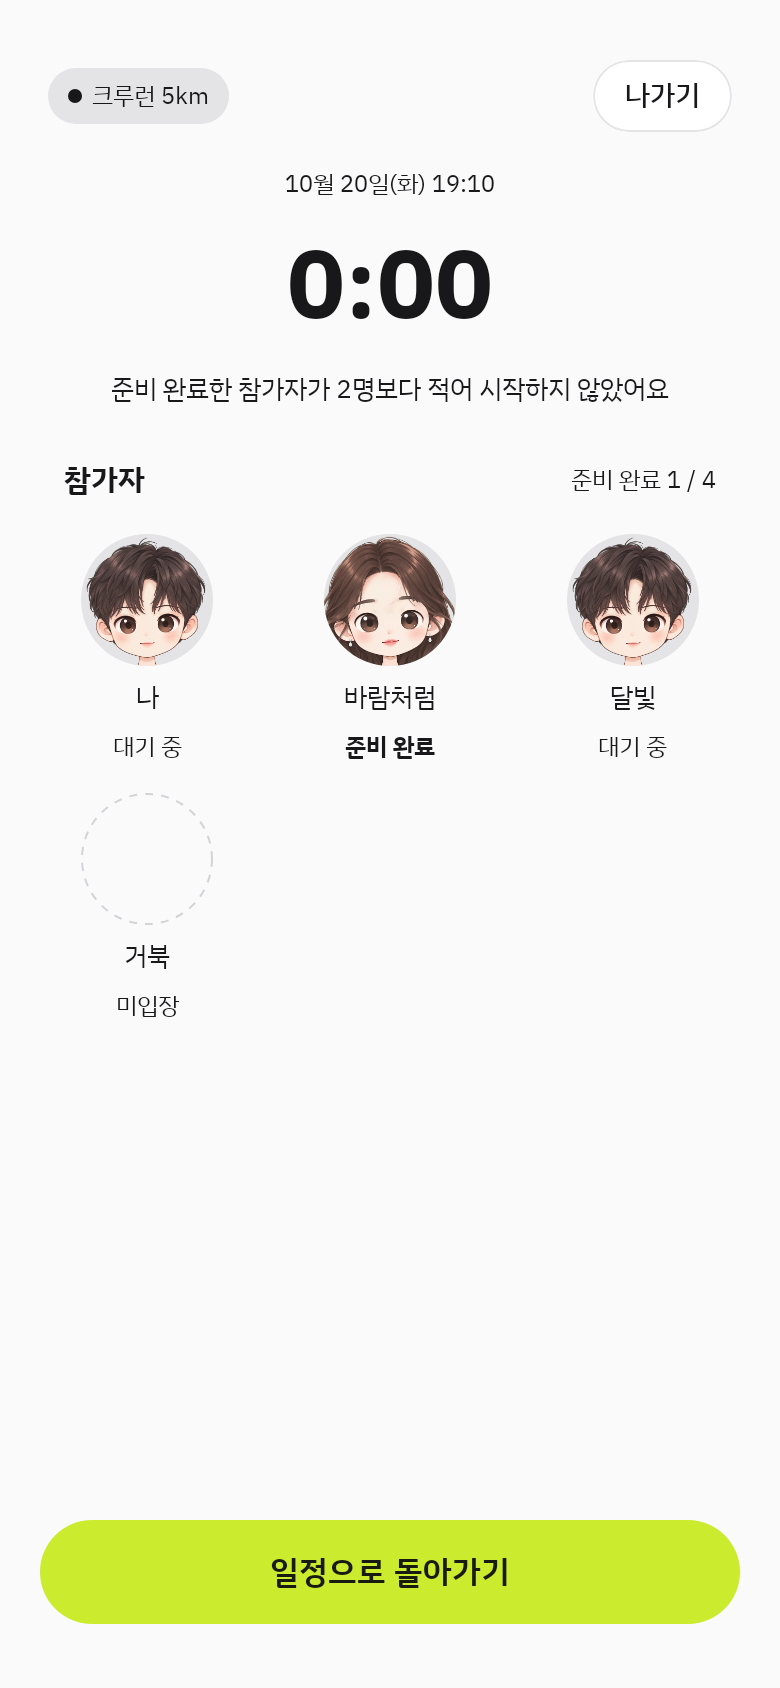 크루런 5km
나가기
10월 20일(화) 19:10
0:00
준비 완료한 참가자가 2명보다 적어 시작하지 않았어요
참가자
준비 완료 1 / 4
나
바람처럼
달빛
대기 중
준비 완료
대기 중
거북
미입장
일정으로 돌아가기